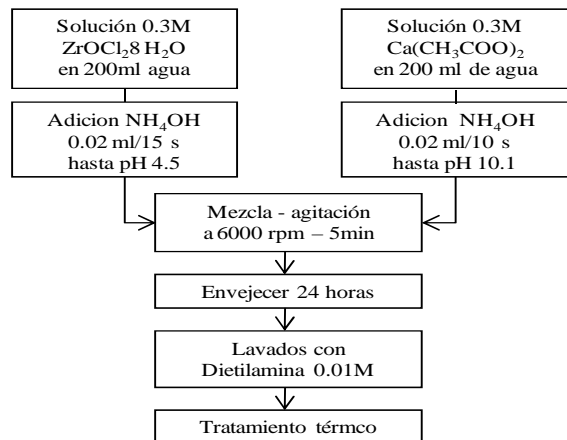 Solución 0.3M
ZrOCl₂8 H₂O
en 200ml agua
Solución 0.3M
Ca(CH₃COO)₂
en 200 ml de agua
Adicion NH₄OH
0.02 ml/15 s
hasta pH 4.5
Adicion NH₄OH
0.02 ml/10 s
hasta pH 10.1
Mezcla - agitación
a 6000 rpm – 5min
Envejecer 24 horas
Lavados con
Dietilamina 0.01M
Tratamiento térmco